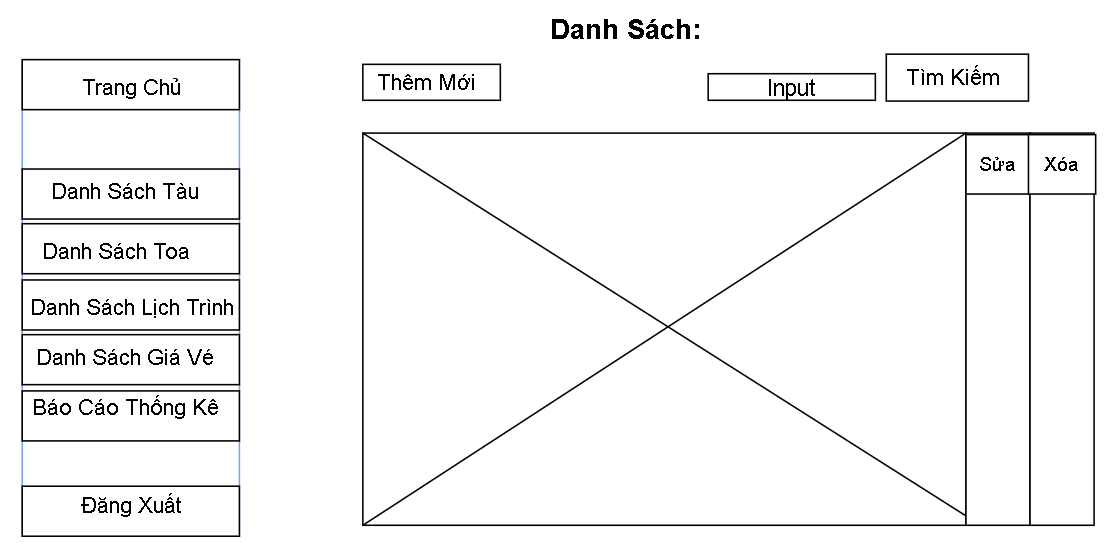 Danh Sách:
Trang Chủ
Thêm Mới
Input
Tìm Kiếm
Sửa
Xóa
Danh Sách Tàu
Danh Sách Toa
Danh Sách Lịch Trình
Danh Sách Giá Vé
Báo Cáo Thống Kê
Đăng Xuất